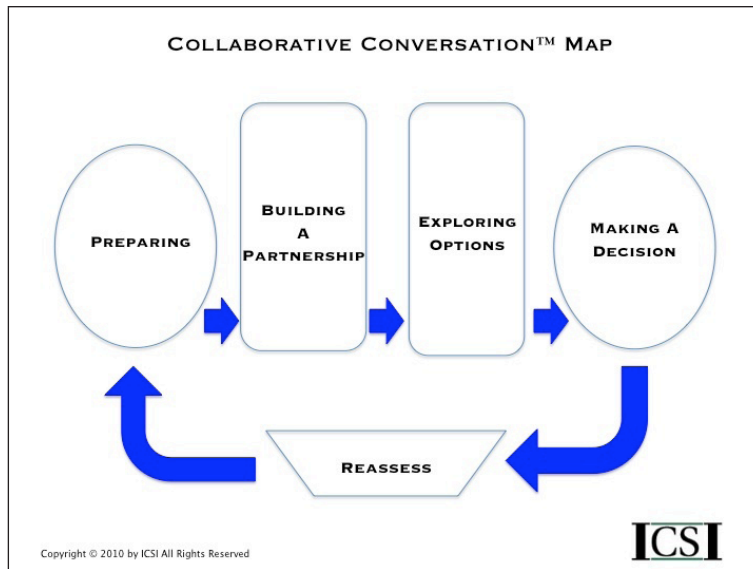 COLLABORATIVE CONVERSATION™ MAP
PREPARING
BUILDING
A
PARTNERSHIP
EXPLORING
OPTIONS
MAKING A
DECISION
REASSESS
Copyright © 2010 by ICSI All Rights Reserved
ICSI